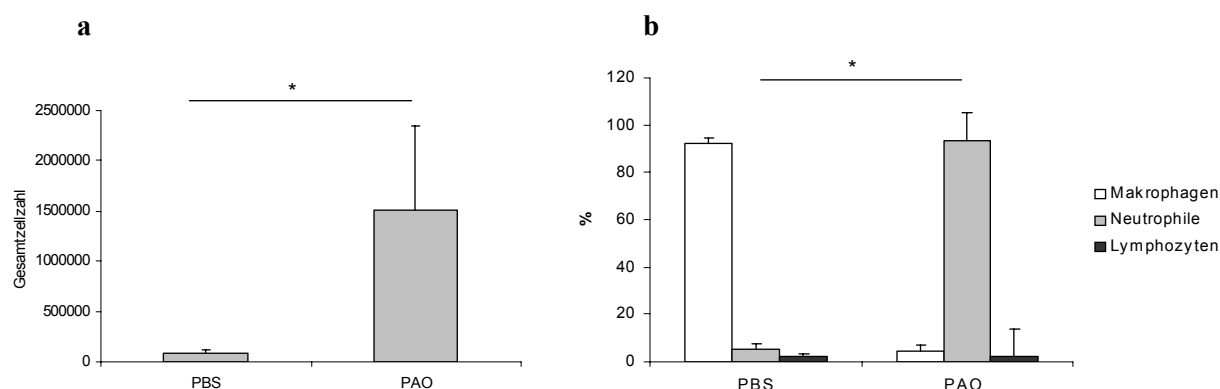 a
*
Gesamtzellzahl
2500000
2000000
1500000
1000000
500000
0
PBS
PAO
b
*
%
120
100
80
60
40
20
0
PBS
PAO
Makrophagen
Neutrophile
Lymphozyten